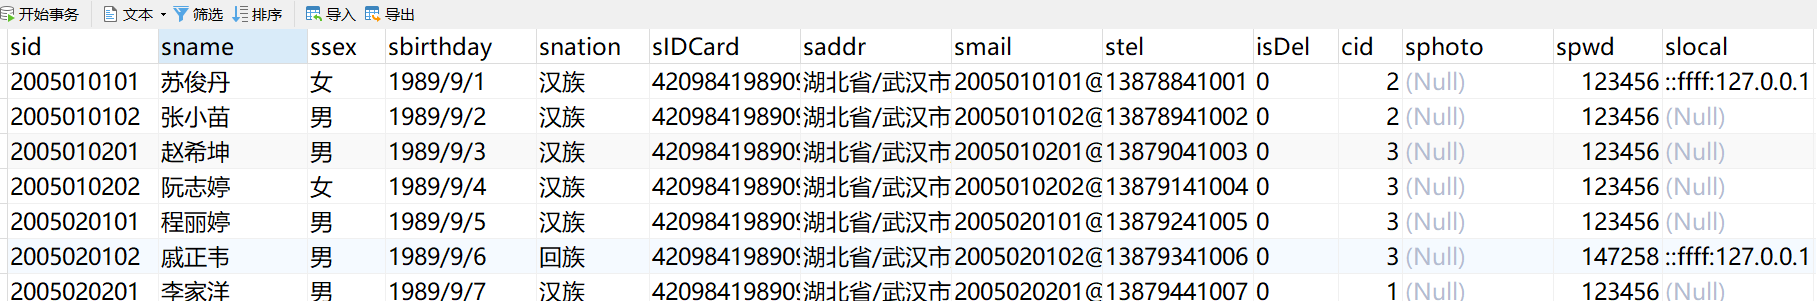 开始事务 文本 筛选 排序 导入 导出
sid sname ssex sbirthday snation sIDCard saddr smail stel isDel cid sphoto spwd slocal
2005010101 苏俊丹 女 1989/9/1 汉族 42098419890 湖北省/武汉市 2005010101@ 13878841001 0 2 (Null) 123456 ::ffff:127.0.0.1
2005010102 张小苗 男 1989/9/2 汉族 42098419890 湖北省/武汉市 2005010102@ 13878941002 0 2 (Null) 123456 (Null)
2005010201 赵希坤 男 1989/9/3 汉族 42098419890 湖北省/武汉市 2005010201@ 13879041003 0 3 (Null) 123456 (Null)
2005010202 阮志婷 女 1989/9/4 汉族 42098419890 湖北省/武汉市 2005010202@ 13879141004 0 3 (Null) 123456 (Null)
2005020101 程丽婷 男 1989/9/5 汉族 42098419890 湖北省/武汉市 2005020101@ 13879241005 0 3 (Null) 123456 (Null)
2005020102 戚正韦 男 1989/9/6 回族 42098419890 湖北省/武汉市 2005020102@ 13879341006 0 3 (Null) 147258 ::ffff:127.0.0.1
2005020201 李家洋 男 1989/9/7 汉族 42098419890 湖北省/武汉市 2005020201@ 13879441007 0 1 (Null) 123456 (Null)